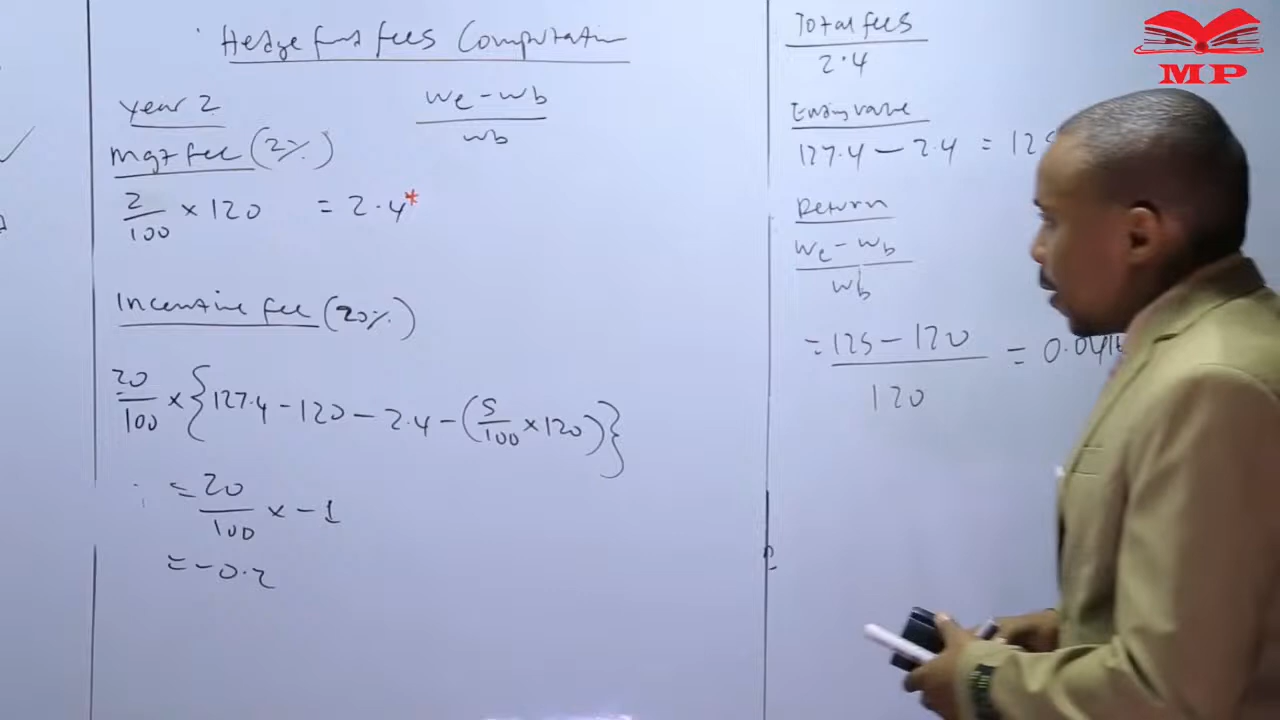 Hedge fund fees Computation
Year 2
We - Wb
Wb
Mgt fee (2%)
2/100 × 120 = 2.4*
Incentive fee (20%)
20/100 × {127.4 - 120 - 2.4 - (5/100 × 120)}
= 20/100 × -1
= -0.2
Total fees
2.4
Ending value
127.4 - 2.4 = 125
Return
We - Wb
Wb
= 125 - 120
120
= 0.041
MP